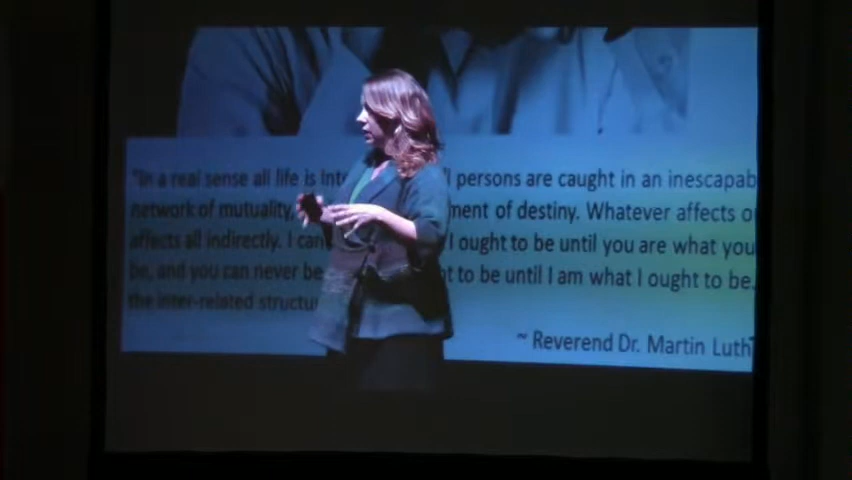 "In a real sense all life is Inte l persons are caught in an inescapab
network of mutuality, ment of destiny. Whatever affects o
affects all indirectly. I can I ought to be until you are what you
be, and you can never be ht to be until I am what I ought to be.
the inter-related structu
~ Reverend Dr. Martin Luth